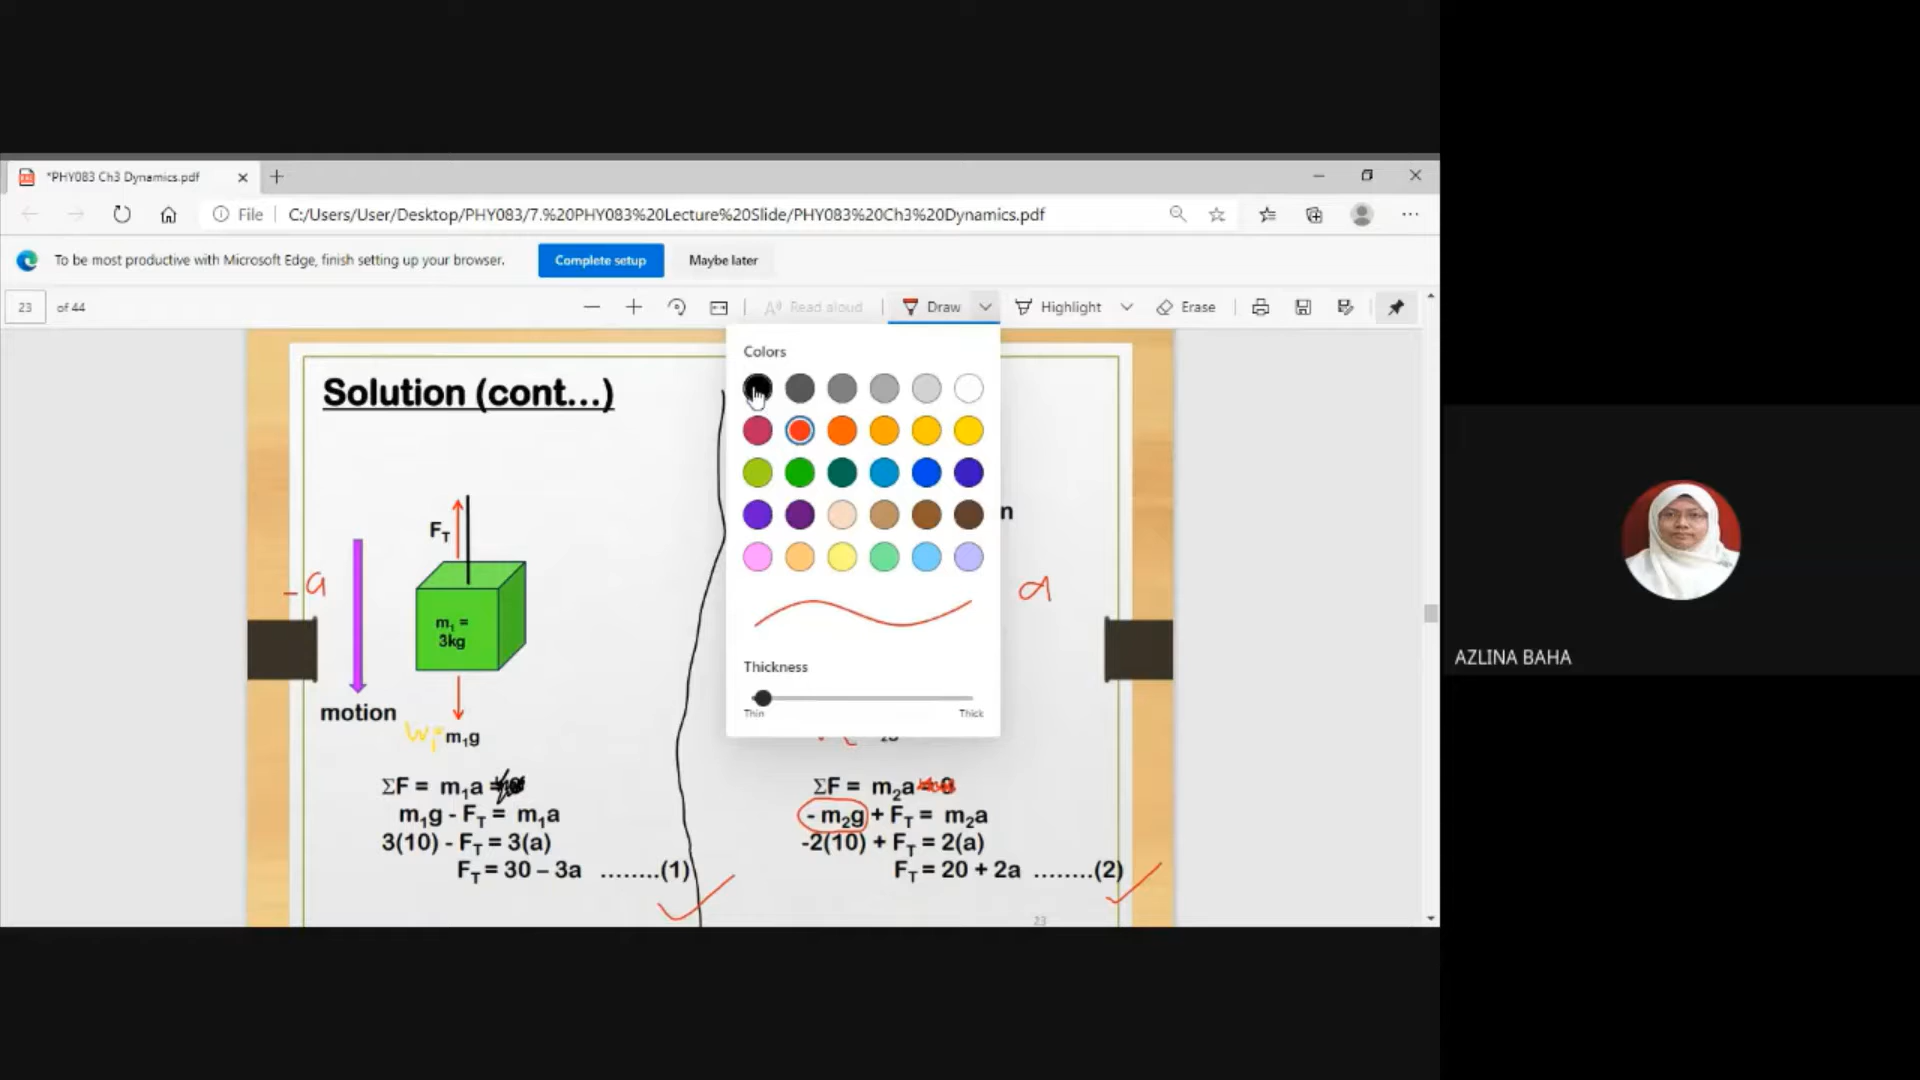 *PHY083 Ch3 Dynamics.pdf
File C:/Users/User/Desktop/PHY083/7.%20PHY083%20Lecture%20Slide/PHY083%20Ch3%20Dynamics.pdf
To be most productive with Microsoft Edge, finish setting up your browser. Complete setup Maybe later
23 of 44 Read aloud Draw Highlight Erase
Colors
Thickness
Thin Thick
Solution (cont...)
FT
-a
m1 =
3kg
motion
W1= m1g
ΣF = m1a
m1g - FT = m1a
3(10) - FT = 3(a)
FT = 30 – 3a ........(1)
n
a
ΣF = m2a = 0
- m2g + FT = m2a
-2(10) + FT = 2(a)
FT = 20 + 2a ........(2)
23
AZLINA BAHA